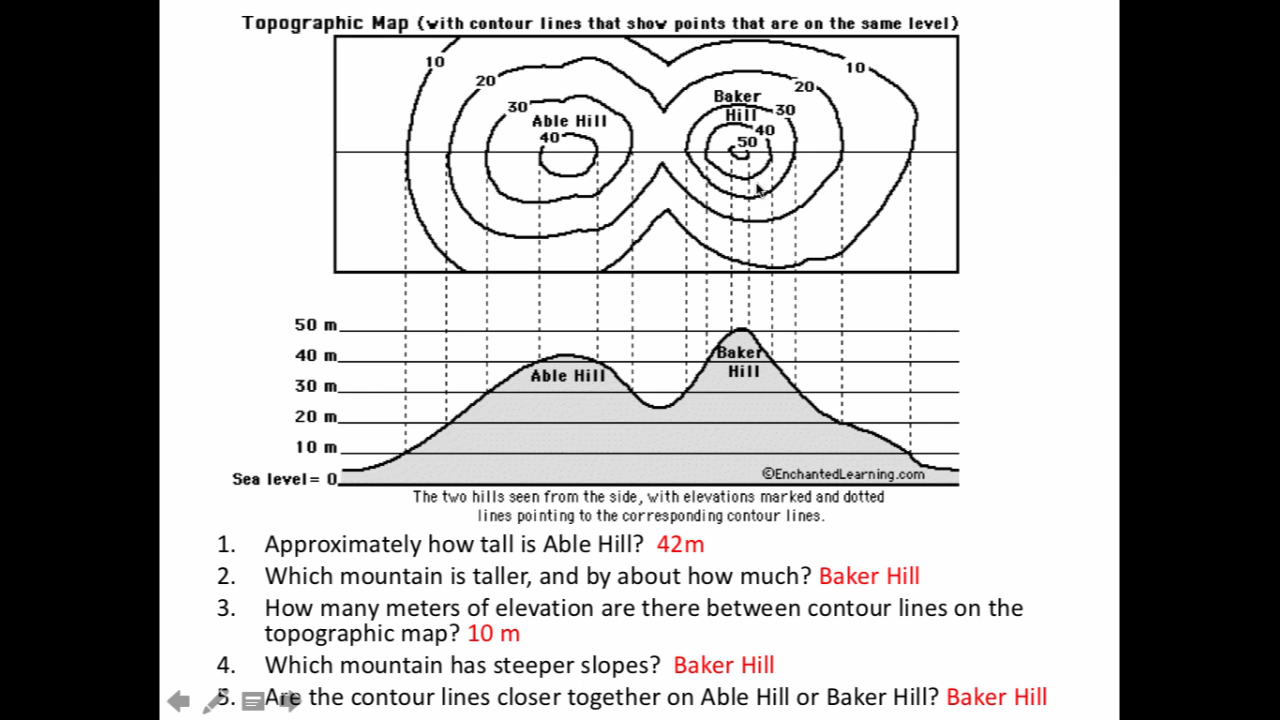 Topographic Map (with contour lines that show points that are on the same level)
10
10
20
20
Baker
30
30
Hill
Able Hill
40
40
50
50 m
40 m
Baker
Able Hill
Hill
30 m
20 m
10 m
©EnchantedLearning.com
Sea level = 0
The two hills seen from the side, with elevations marked and dotted
lines pointing to the corresponding contour lines.
1. Approximately how tall is Able Hill? 42m
2. Which mountain is taller, and by about how much? Baker Hill
3. How many meters of elevation are there between contour lines on the
topographic map? 10 m
4. Which mountain has steeper slopes? Baker Hill
5. Are the contour lines closer together on Able Hill or Baker Hill? Baker Hill